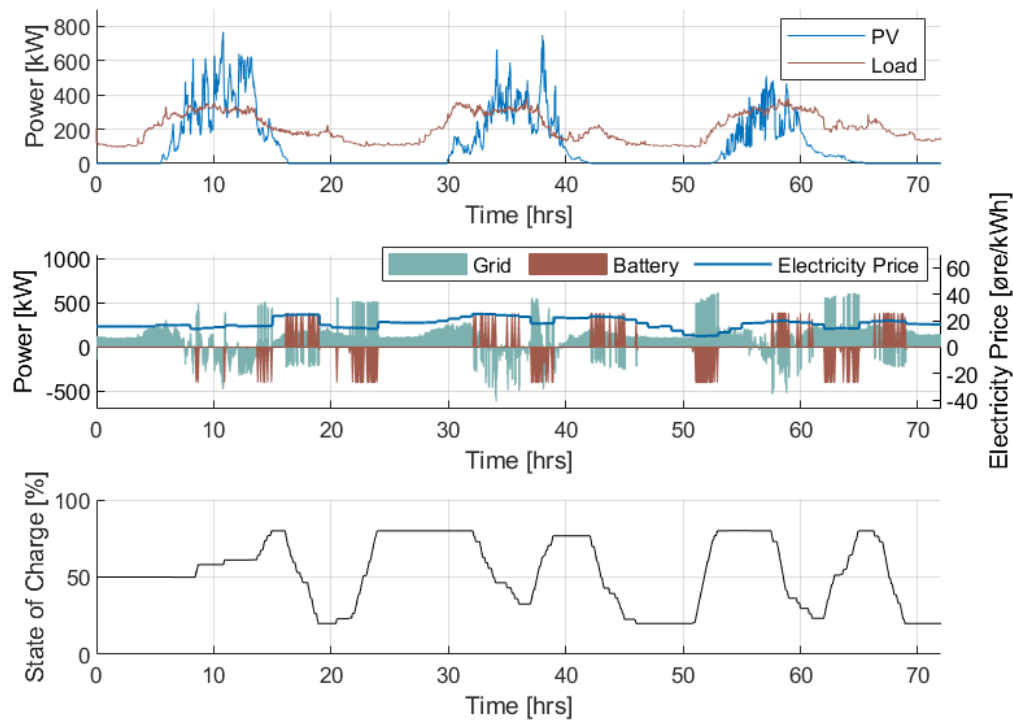 Power [kW]
800
600
400
200
0
PV
Load
0 10 20 30 40 50 60 70
Time [hrs]
Power [kW]
1000
500
0
-500
Grid Battery Electricity Price
60
40
20
0
-20
-40
Electricity Price [øre/kWh]
0 10 20 30 40 50 60 70
Time [hrs]
State of Charge [%]
100
50
0
0 10 20 30 40 50 60 70
Time [hrs]